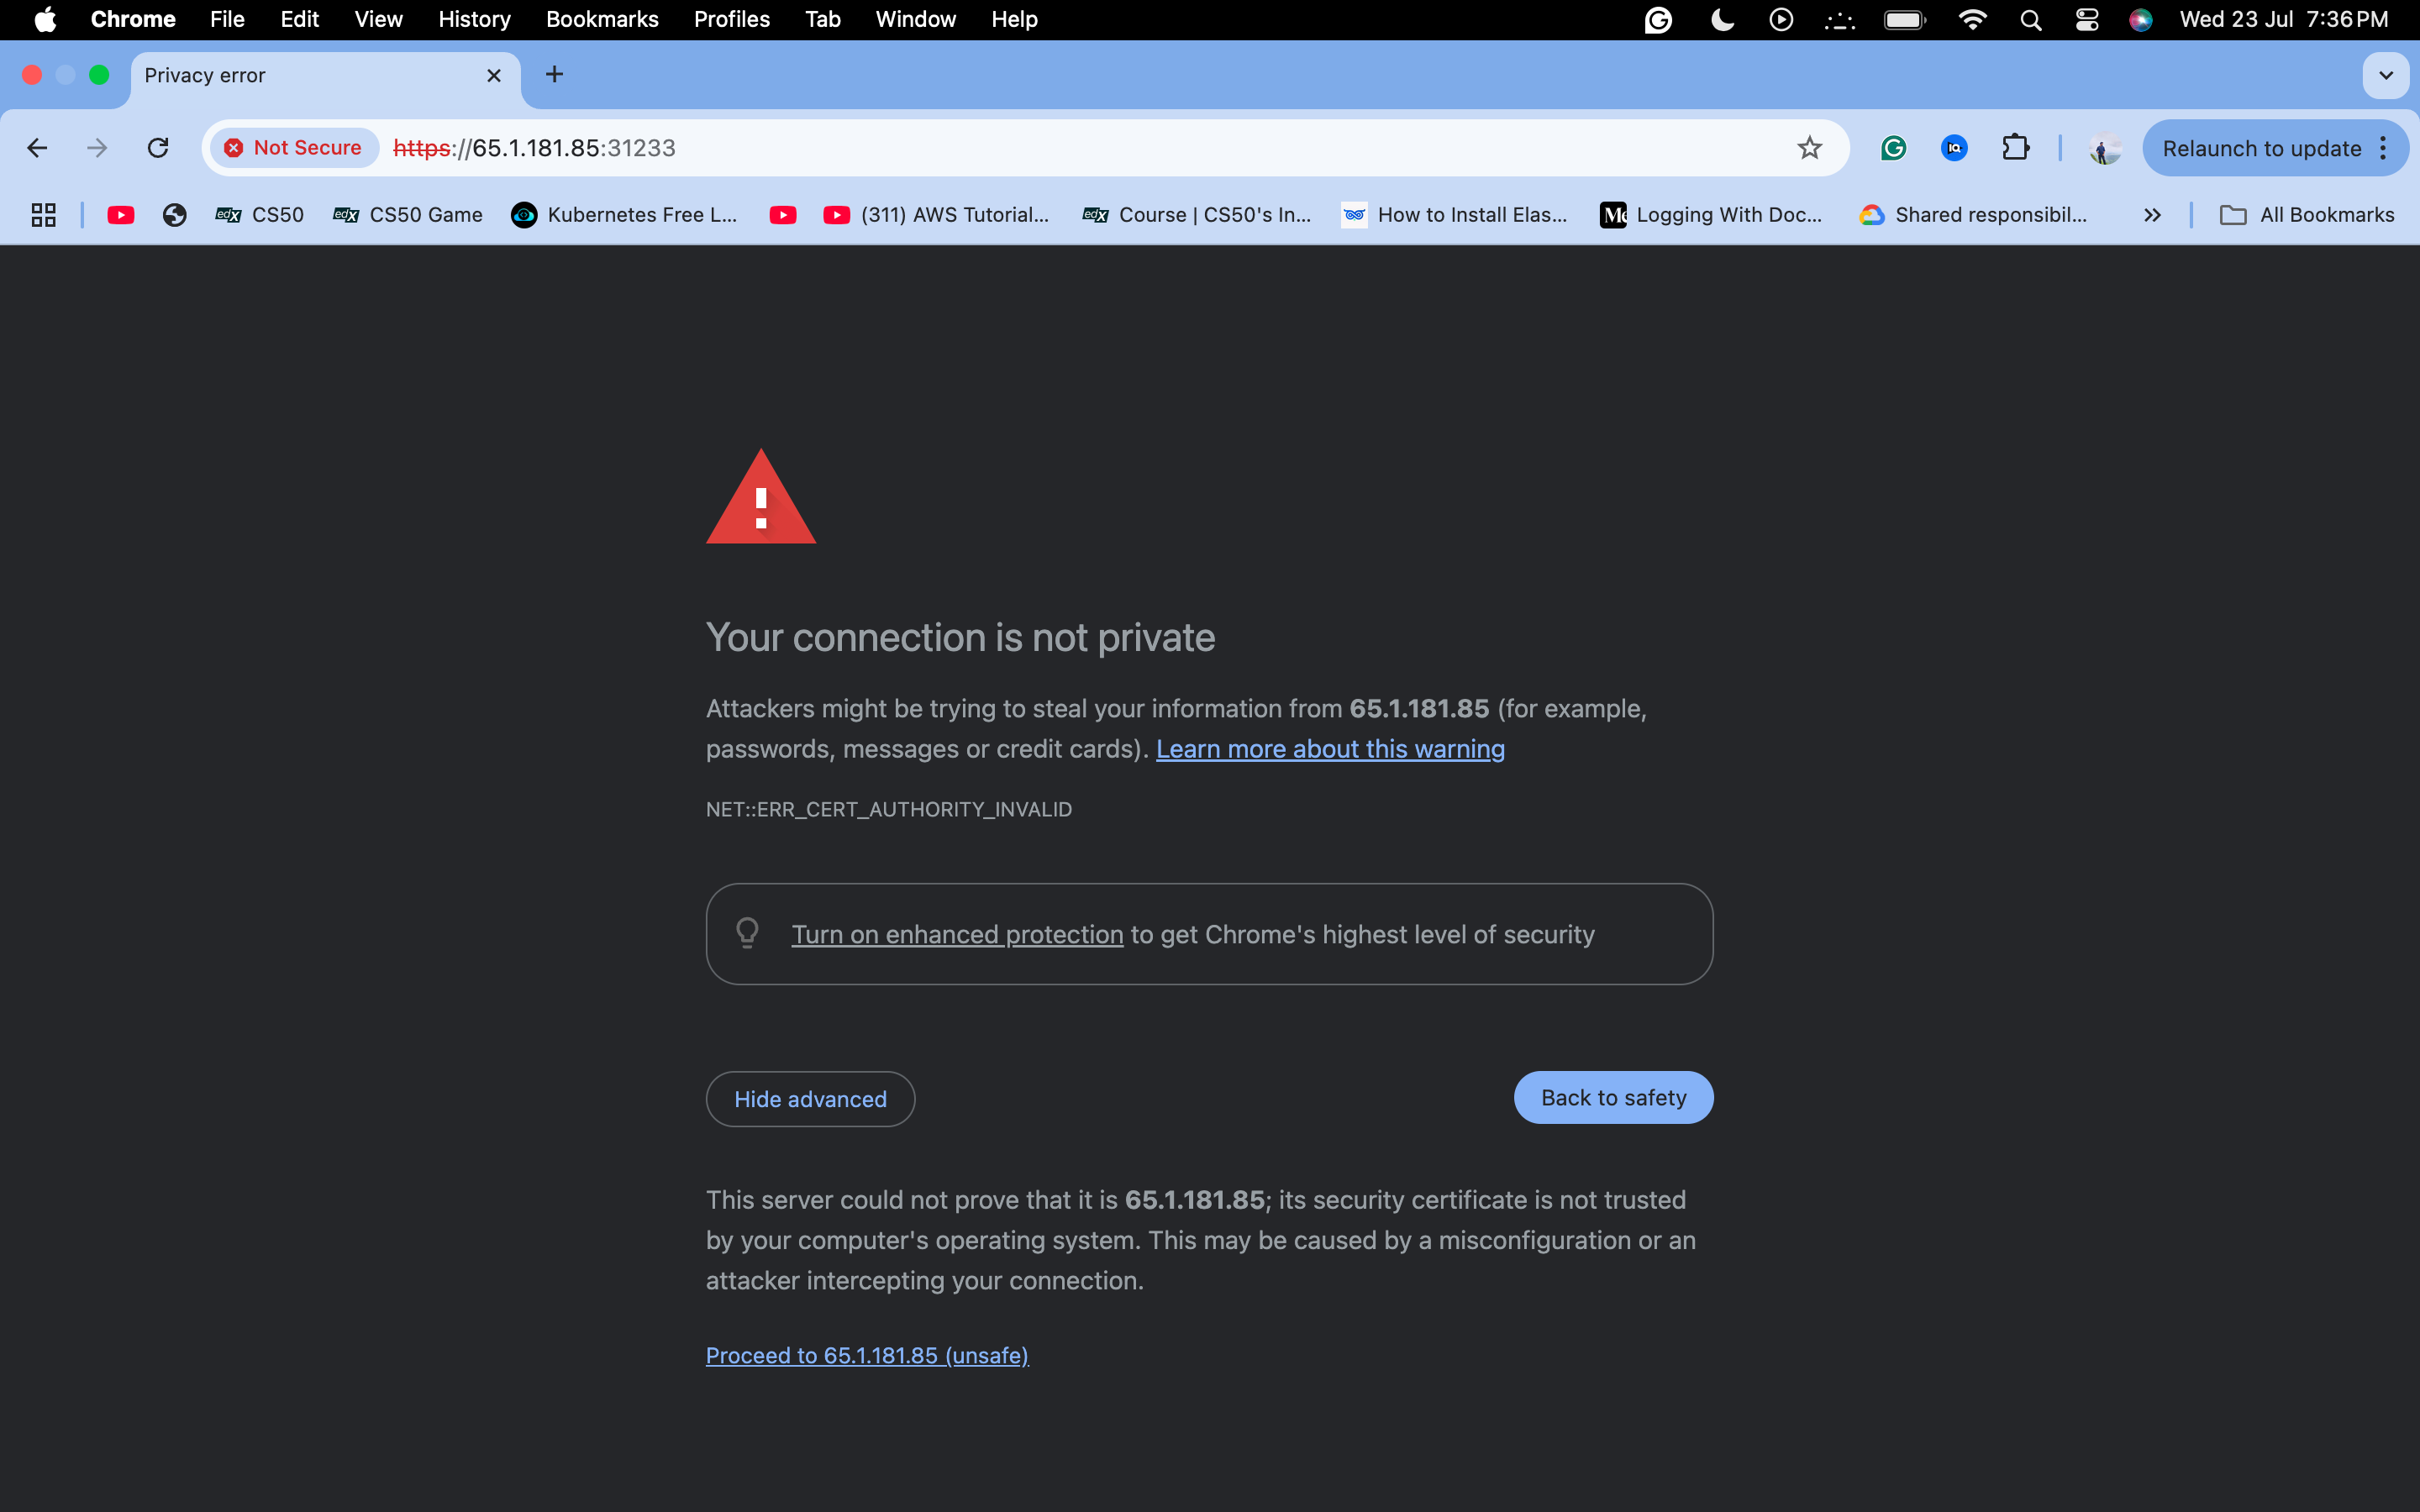 Chrome File Edit View History Bookmarks Profiles Tab Window Help Wed 23 Jul 7:36 PM
Privacy error
Not Secure https://65.1.181.85:31233 Relaunch to update
CS50 CS50 Game Kubernetes Free L... (311) AWS Tutorial... Course | CS50's In... How to Install Elas... Logging With Doc... Shared responsibil... All Bookmarks
Your connection is not private
Attackers might be trying to steal your information from 65.1.181.85 (for example,
passwords, messages or credit cards). Learn more about this warning
NET::ERR_CERT_AUTHORITY_INVALID
Turn on enhanced protection to get Chrome's highest level of security
Hide advanced Back to safety
This server could not prove that it is 65.1.181.85; its security certificate is not trusted
by your computer's operating system. This may be caused by a misconfiguration or an
attacker intercepting your connection.
Proceed to 65.1.181.85 (unsafe)